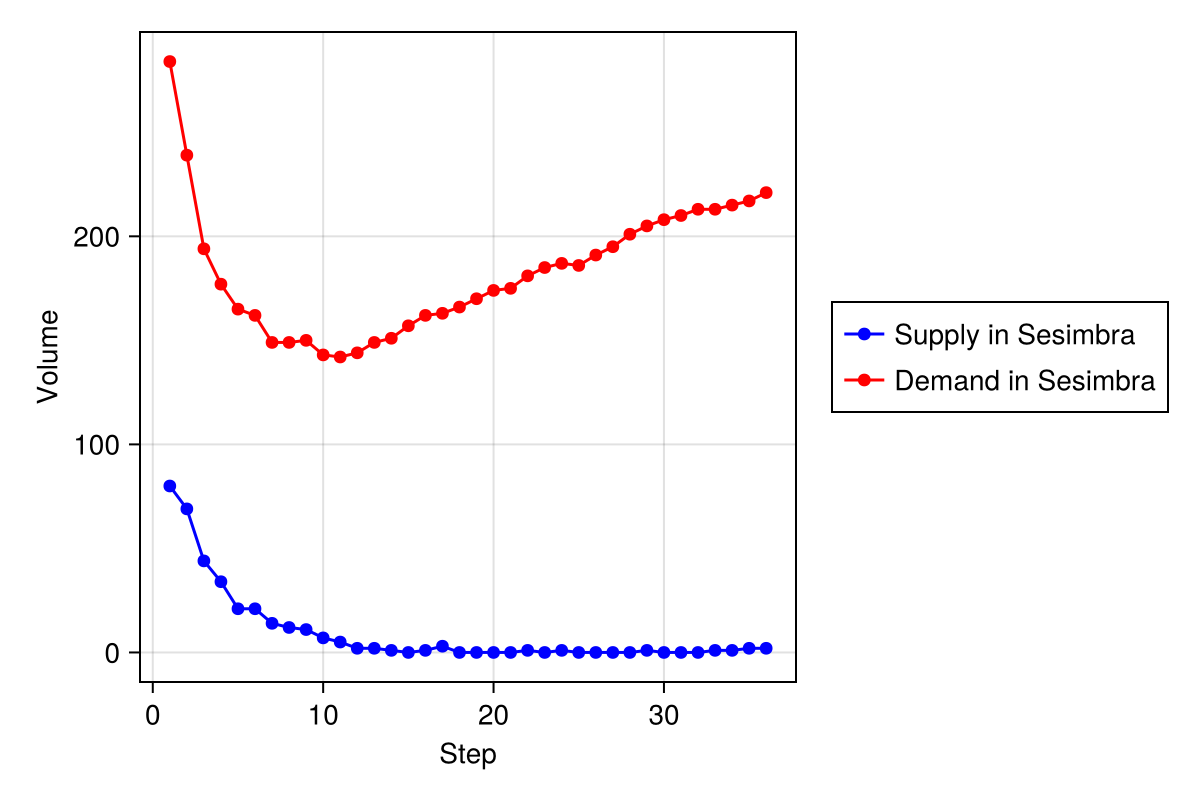 Volume
200
100
0
0 10 20 30
Step
Supply in Sesimbra
Demand in Sesimbra